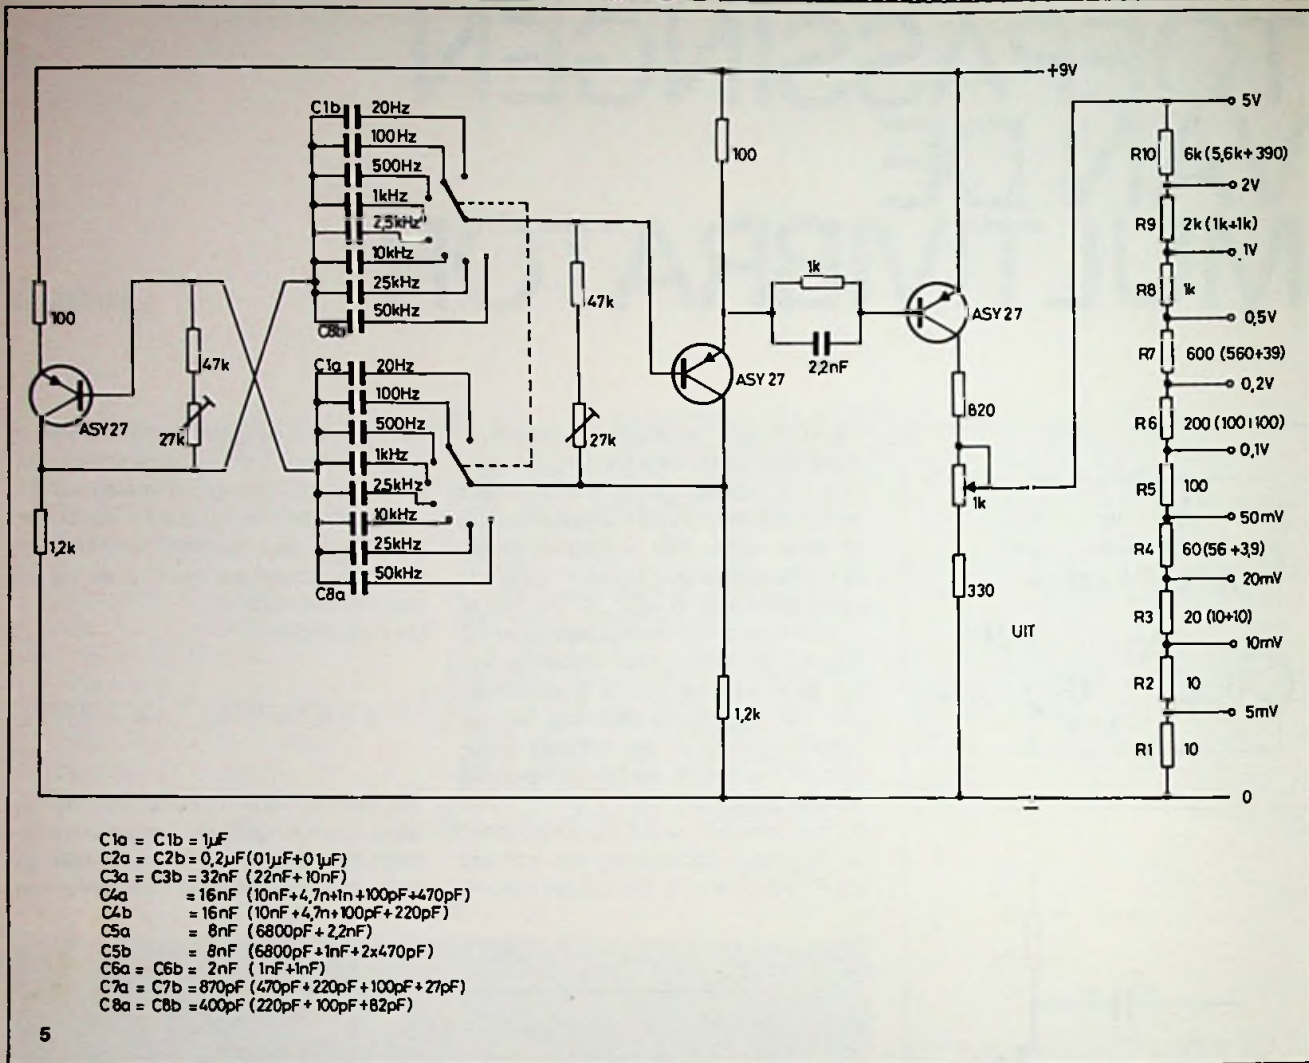 +9V
C1b
20Hz
100Hz
500Hz
1kHz
2,5kHz
10kHz
25kHz
50kHz
C8b
C1a
20Hz
100Hz
500Hz
1kHz
2,5kHz
10kHz
25kHz
50kHz
C8a
100
47k
27k
ASY27
1,2k
47k
27k
100
ASY 27
1,2k
1k
2,2nF
ASY 27
820
1k
330
UIT
5V
R10 6k (5,6k+390)
2V
R9 2k (1k+1k)
1V
R8 1k
0,5V
R7 600 (560+39)
0,2V
R6 200 (100+100)
0,1V
R5 100
50mV
R4 60(56 +3,9)
20mV
R3 20 (10+10)
10mV
R2 10
5mV
R1 10
0
C1a = C1b = 1µF
C2a = C2b = 0,2µF(01µF+01µF)
C3a = C3b = 32nF (22nF+10nF)
C4a = 16nF (10nF+4,7n+1n+100pF+470pF)
C4b = 16nF (10nF+4,7n+100pF+220pF)
C5a = 8nF (6800pF+2,2nF)
C5b = 8nF (6800pF+1nF+2x470pF)
C6a = C6b = 2nF (1nF+1nF)
C7a = C7b = 870pF (470pF+220pF+100pF+27pF)
C8a = C8b = 400pF (220pF+100pF+82pF)
5